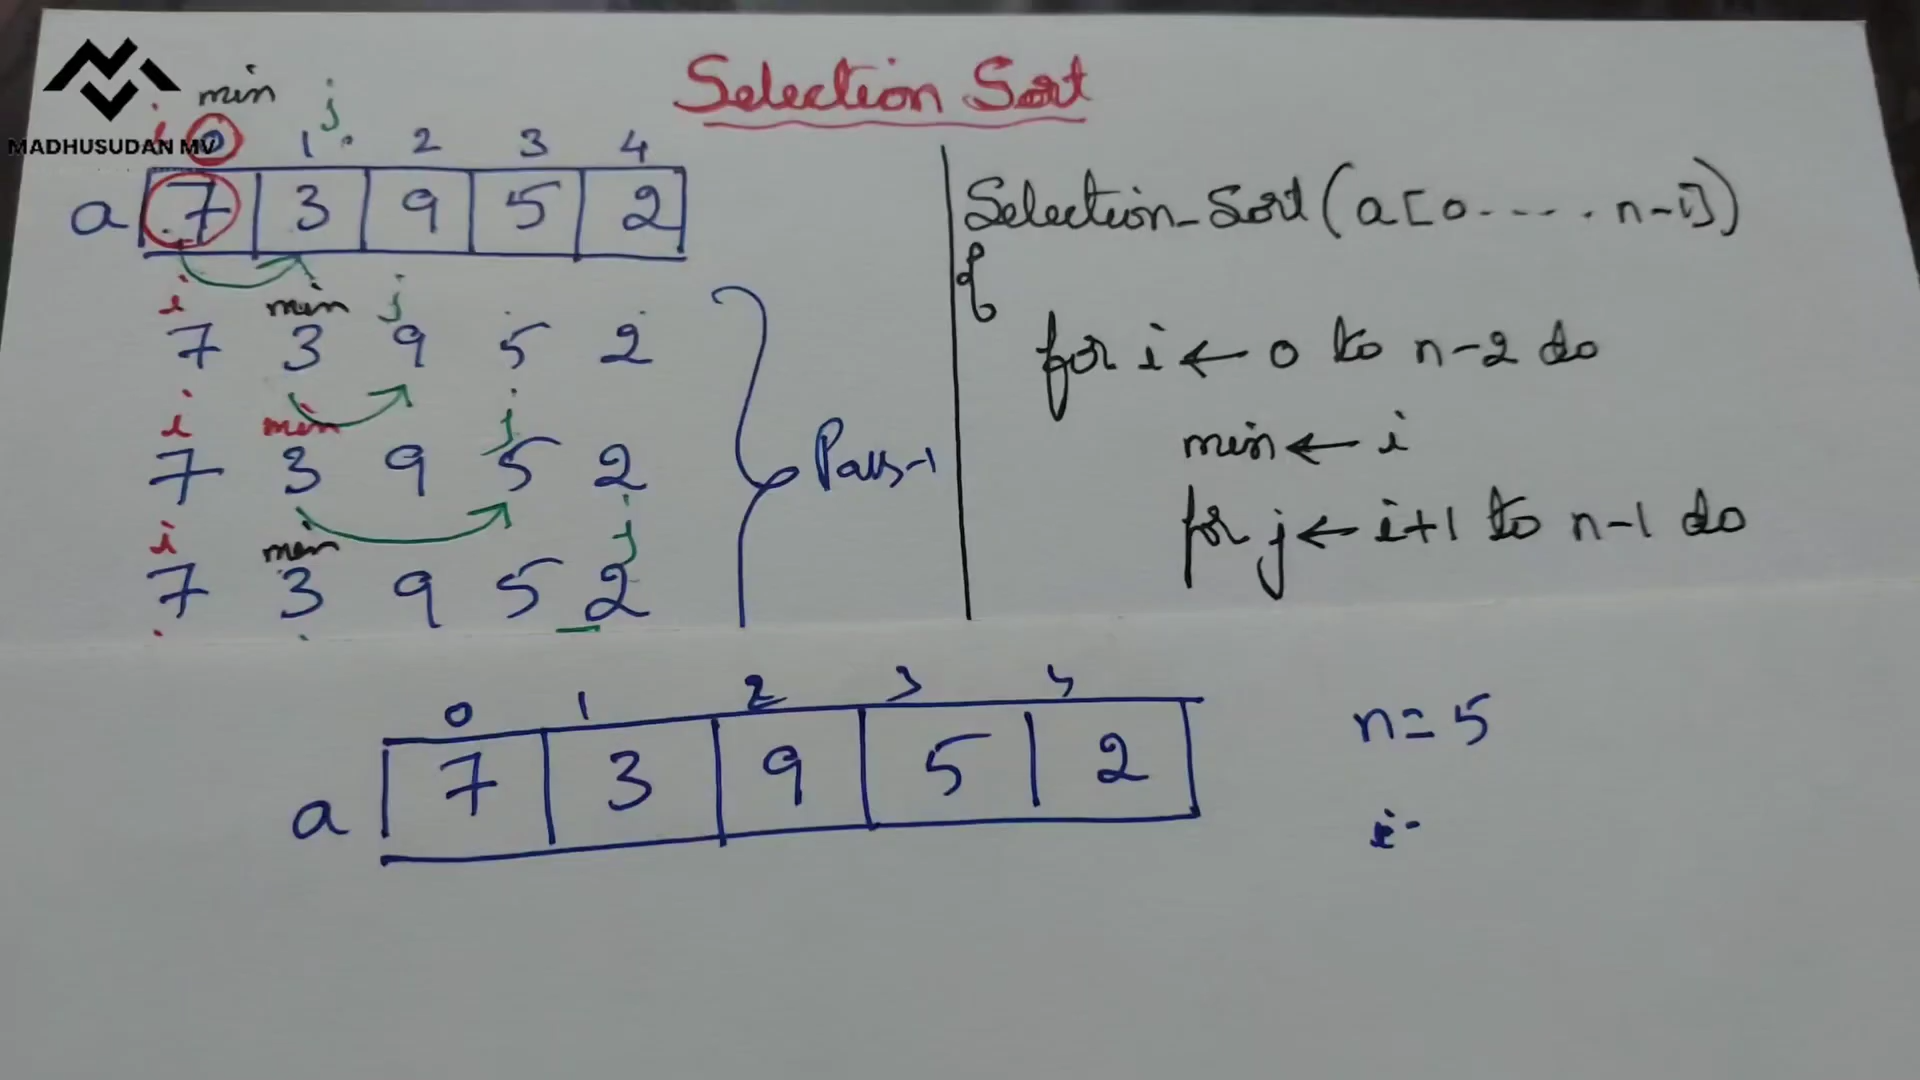 Selection Sort
MADHUSUDAN MV
min j
i 0 1 2 3 4
a 7 3 9 5 2
i min j
7 3 9 5 2
i min j
7 3 9 5 2
i min j
7 3 9 5 2
Pass-1
Selection-Sort(a[0-----n-1])
{
for i ← 0 to n-2 do
min ← i
for j ← i+1 to n-1 do
0 1 2 3 4
a 7 3 9 5 2
n = 5
i-